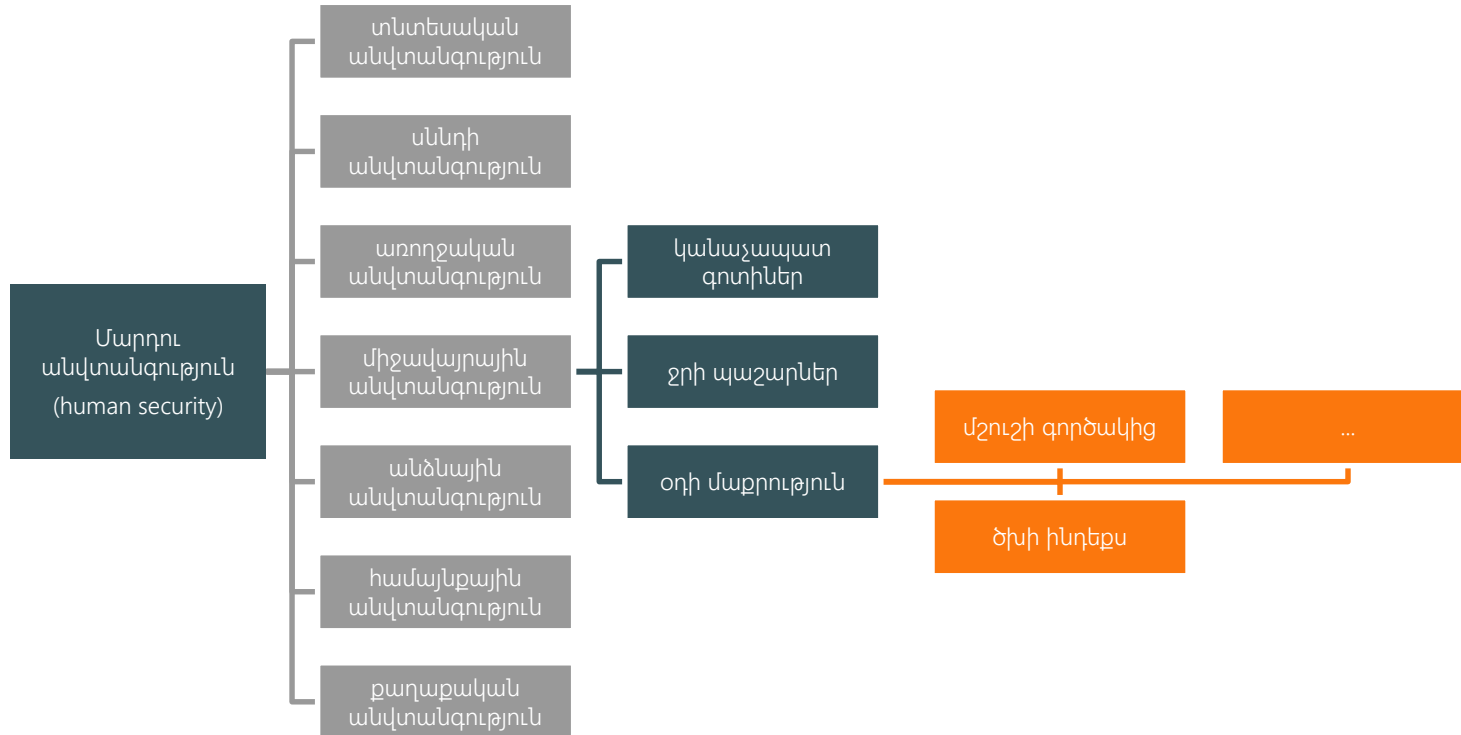 տնտեսական
անվտանգություն
սննդի
անվտանգություն
առողջական
անվտանգություն
կանաչապատ
գոտիներ
Մարդու
անվտանգություն
(human security)
միջավայրային
անվտանգություն
ջրի պաշարներ
մշուշի գործակից
...
անձնային
անվտանգություն
օդի մաքրություն
ծխի ինդեքս
համայնքային
անվտանգություն
քաղաքական
անվտանգություն